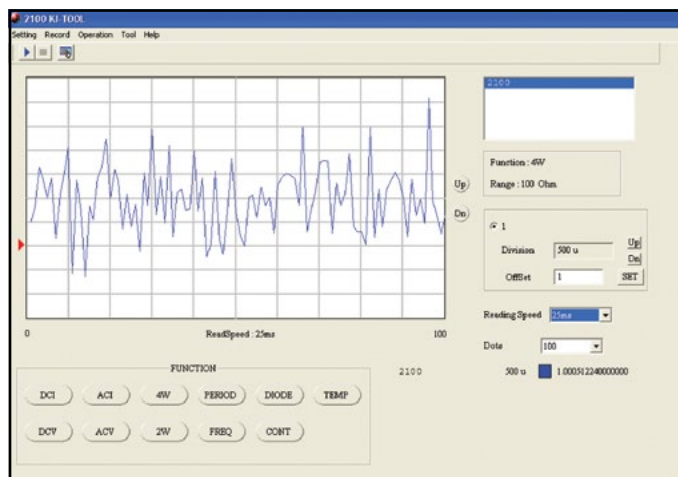 2100 KI-TOOL
Setting Record Operation Tool Help
2100
Function : 4W
Range : 100 Ohm
Up
Dn
1
Division 500 u Up
Dn
OffSet 1 SET
Reading Speed 25ms
0 ReadSpeed : 25ms 100
Dots 100
FUNCTION
2100 500 u 1.000512240000000
DCI ACI 4W PERIOD DIODE TEMP
DCV ACV 2W FREQ CONT